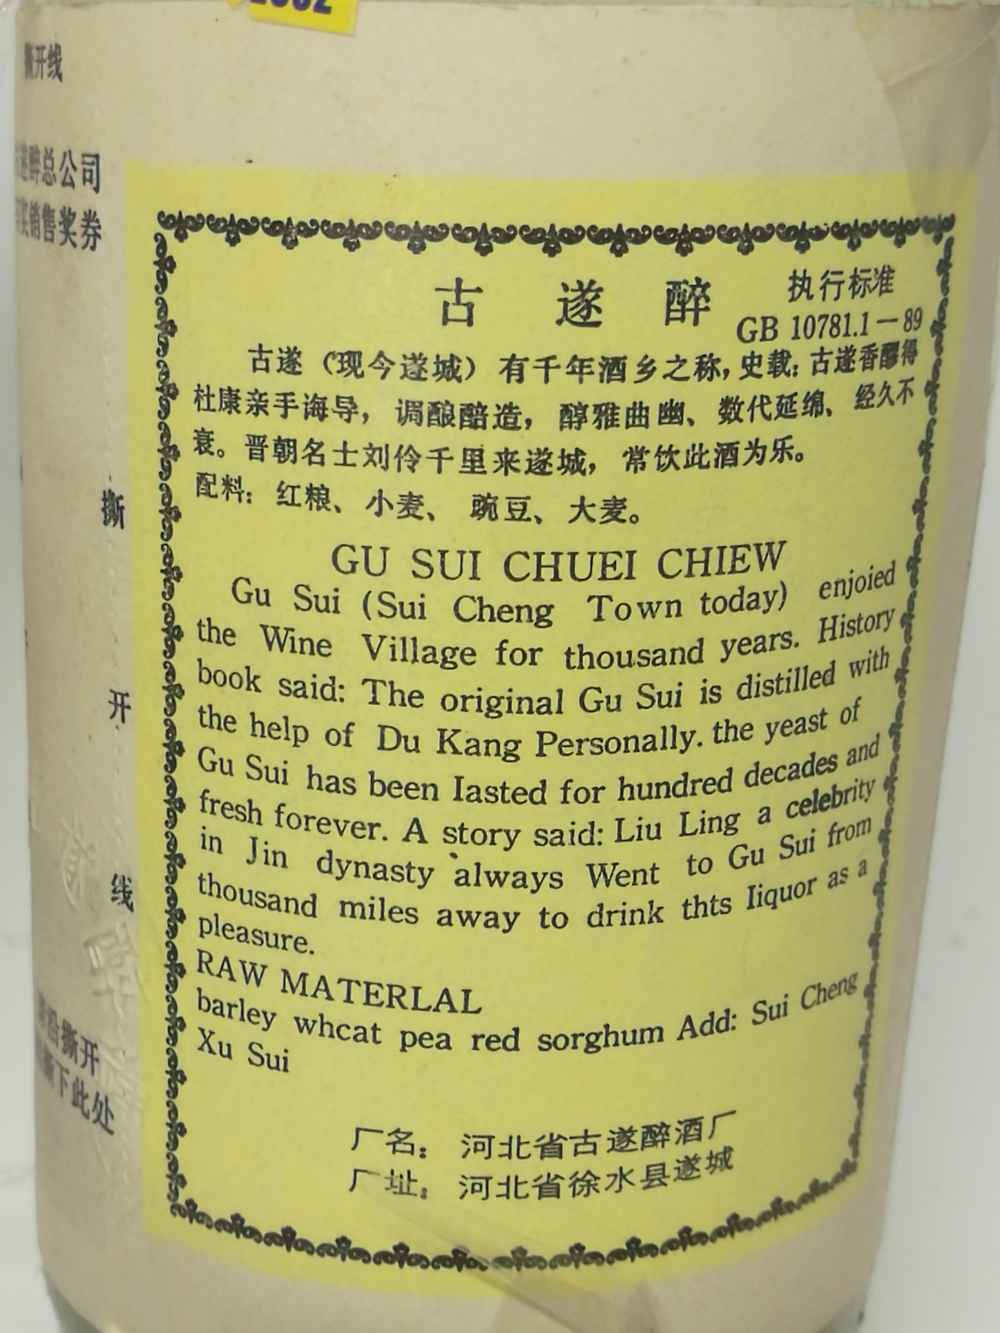 撕开线
遂醉总公司
奖销售奖券
撕
开
线
沿撕开
下此处
古遂醉
执行标准
GB 10781.1－89
古遂（现今遂城）有千年酒乡之称，史载：古遂香醪得
杜康亲手诲导，调酿醅造，醇雅曲幽、数代延绵、经久不
衰。晋朝名士刘伶千里来遂城，常饮此酒为乐。
配料：红粮、小麦、豌豆、大麦。
GU SUI CHUEI CHIEW
Gu Sui (Sui Cheng Town today) enjoied
the Wine Village for thousand years. History
book said: The original Gu Sui is distilled with
the help of Du Kang Personally. the yeast of
Gu Sui has been Iasted for hundred decades and
fresh forever. A story said: Liu Ling a celebrity
in Jin dynasty always Went to Gu Sui from
thousand miles away to drink thts Iiquor as a
pleasure.
RAW MATERLAL
barley whcat pea red sorghum Add: Sui Cheng
Xu Sui
厂名：河北省古遂醉酒厂
厂址：河北省徐水县遂城